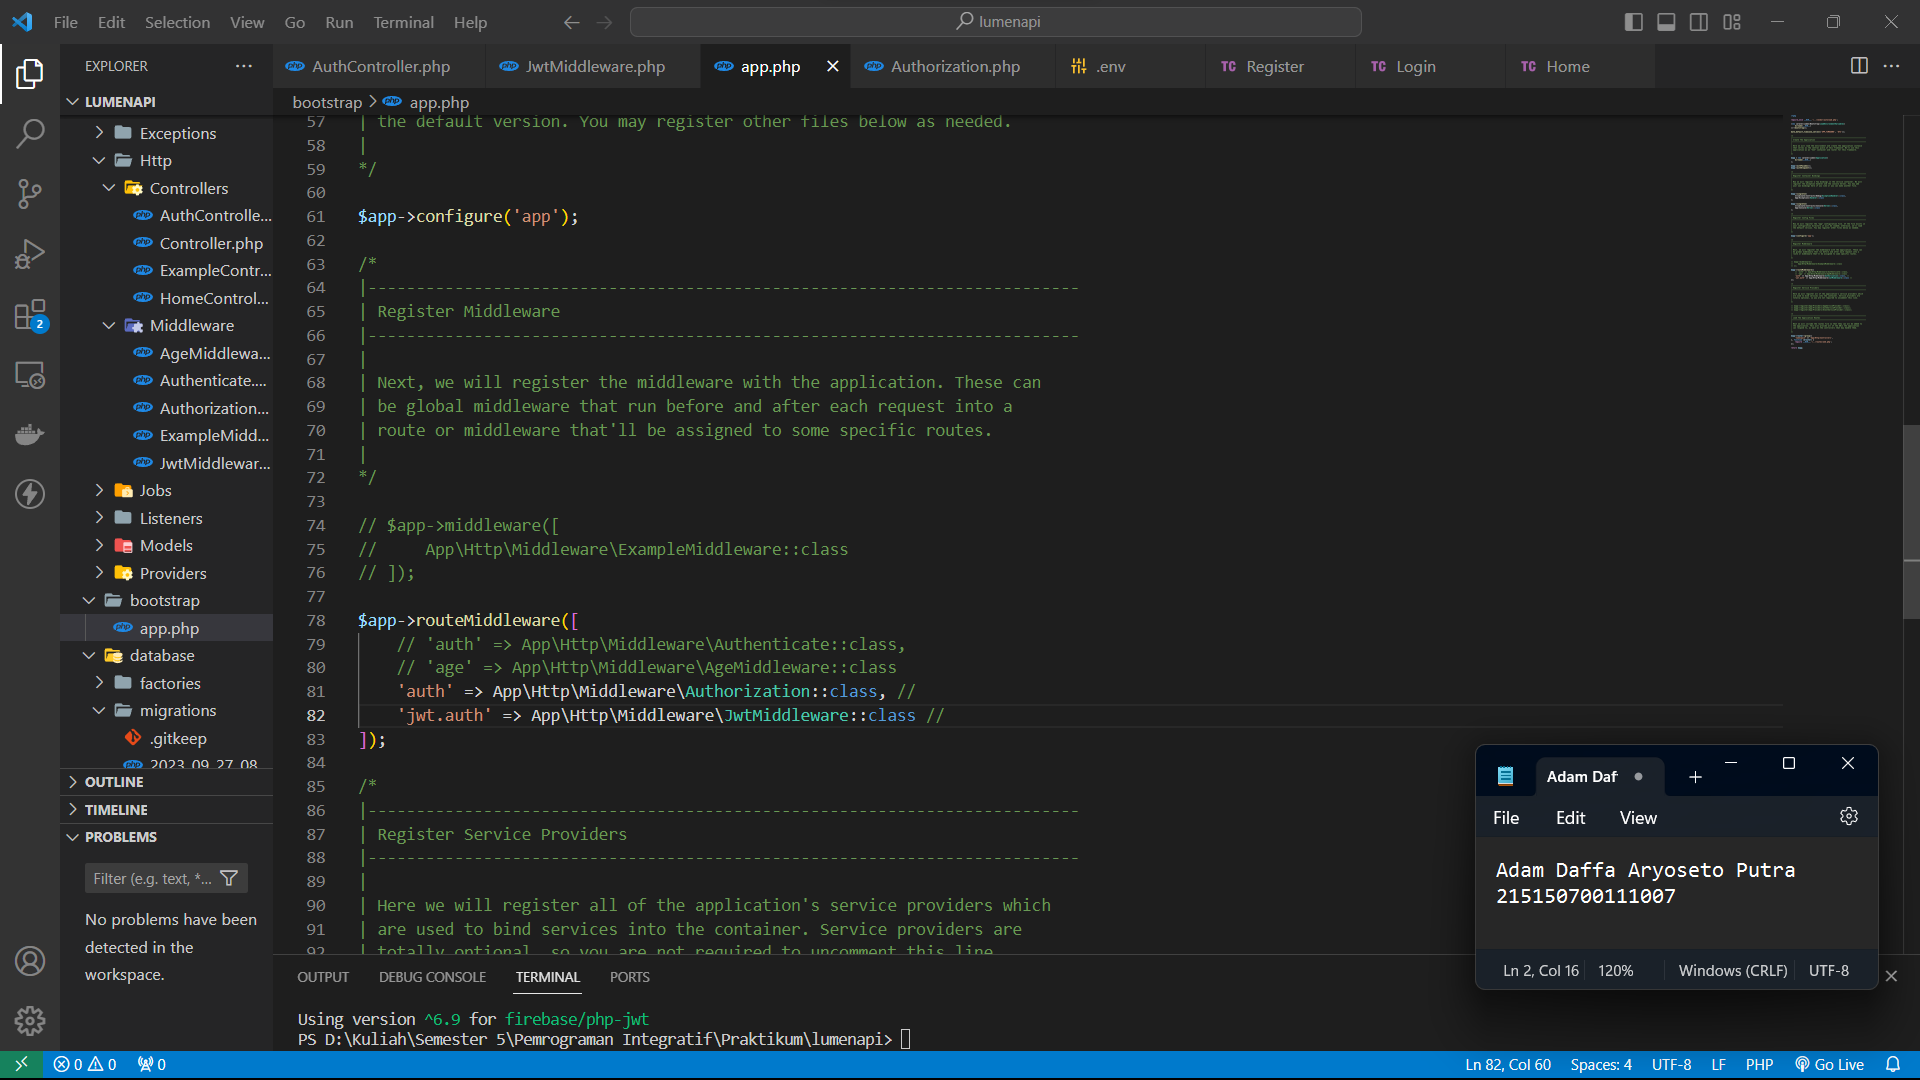 File Edit Selection View Go Run Terminal Help
lumenapi
EXPLORER
AuthController.php
JwtMiddleware.php
app.php
Authorization.php
.env
TC Register
TC Login
TC Home
LUMENAPI
Exceptions
Http
Controllers
AuthControlle...
Controller.php
ExampleContr...
HomeControl...
Middleware
AgeMiddlewa...
Authenticate....
Authorization...
ExampleMidd...
JwtMiddlewar...
Jobs
Listeners
Models
Providers
bootstrap
app.php
database
factories
migrations
.gitkeep
2023_09_27_08
OUTLINE
TIMELINE
PROBLEMS
Filter (e.g. text, *...
No problems have been
detected in the
workspace.
2
bootstrap > app.php
57 | the default version. You may register other files below as needed.
58 |
59 */
60
61 $app->configure('app');
62
63 /*
64 |--------------------------------------------------------------------------
65 | Register Middleware
66 |--------------------------------------------------------------------------
67 |
68 | Next, we will register the middleware with the application. These can
69 | be global middleware that run before and after each request into a
70 | route or middleware that'll be assigned to some specific routes.
71 |
72 */
73
74 // $app->middleware([
75 //     App\Http\Middleware\ExampleMiddleware::class
76 // ]);
77
78 $app->routeMiddleware([
79     // 'auth' => App\Http\Middleware\Authenticate::class,
80     // 'age' => App\Http\Middleware\AgeMiddleware::class
81     'auth' => App\Http\Middleware\Authorization::class, //
82     'jwt.auth' => App\Http\Middleware\JwtMiddleware::class //
83 ]);
84
85 /*
86 |--------------------------------------------------------------------------
87 | Register Service Providers
88 |--------------------------------------------------------------------------
89 |
90 | Here we will register all of the application's service providers which
91 | are used to bind services into the container. Service providers are
92 | totally optional, so you are not required to uncomment this line.
Adam Daf
File Edit View
Adam Daffa Aryoseto Putra
215150700111007
Ln 2, Col 16 120% Windows (CRLF) UTF-8
OUTPUT DEBUG CONSOLE TERMINAL PORTS
Using version ^6.9 for firebase/php-jwt
PS D:\Kuliah\Semester 5\Pemrograman Integratif\Praktikum\lumenapi>
0 0 0
Ln 82, Col 60 Spaces: 4 UTF-8 LF PHP Go Live